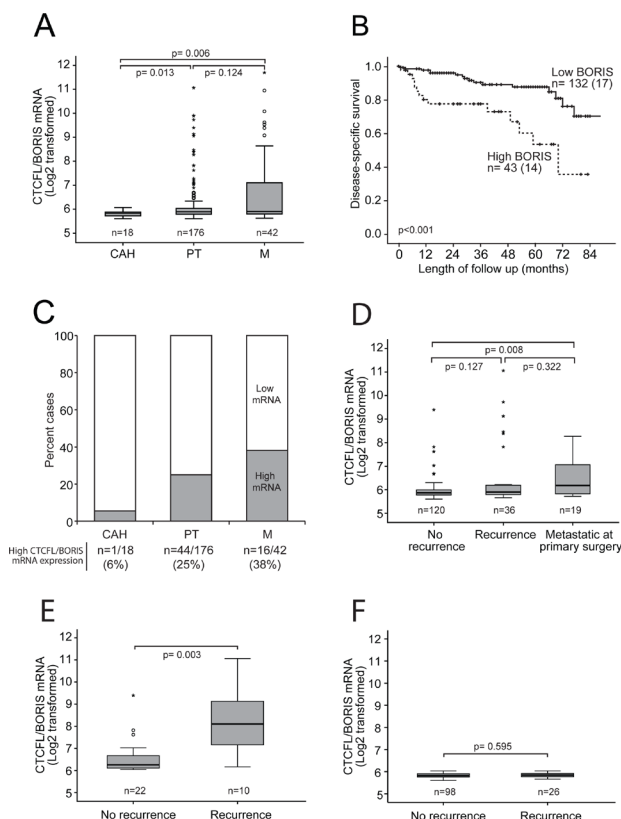 A
p= 0.006
p= 0.013
p= 0.124
CTCFL/BORIS mRNA
(Log2 transformed)
12
11
10
9
8
7
6
5
n=18
n=176
n=42
CAH
PT
M
B
Disease-specific survival
1.0
0.8
0.6
0.4
0.2
0.0
Low BORIS
n= 132 (17)
High BORIS
n= 43 (14)
p<0.001
0 12 24 36 48 60 72 84
Length of follow up (months)
C
Percent cases
100
80
60
40
20
0
Low
mRNA
High
mRNA
CAH
PT
M
High CTCFL/BORIS
mRNA expression
n=1/18
(6%)
n=44/176
(25%)
n=16/42
(38%)
D
p= 0.008
p= 0.127
p= 0.322
CTCFL/BORIS mRNA
(Log2 transformed)
12
11
10
9
8
7
6
5
n=120
n=36
n=19
No
recurrence
Recurrence
Metastatic at
primary surgery
E
p= 0.003
CTCFL/BORIS mRNA
(Log2 transformed)
12
11
10
9
8
7
6
5
n=22
n=10
No recurrence
Recurrence
F
CTCFL/BORIS mRNA
(Log2 transformed)
12
11
10
9
8
7
6
5
p= 0.595
n=98
n=26
No recurrence
Recurrence